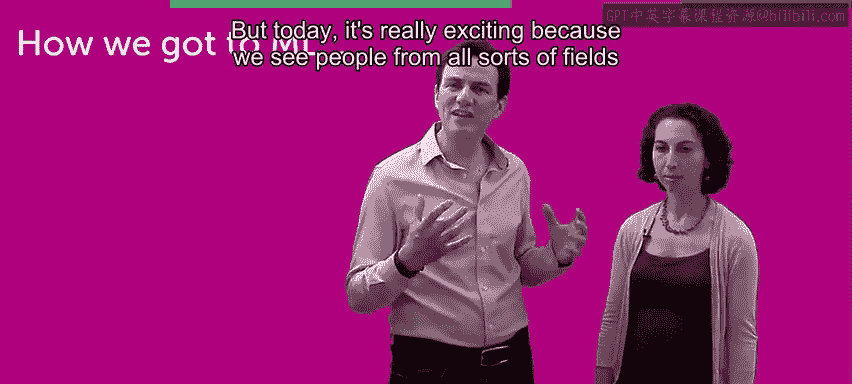 GPT中英字幕课程资源@bilibili.com
But today, it's really exciting because
How we got to ML
we see people from all sorts of fields